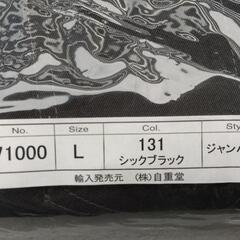 No. Size Col. Sty
71000 L 131 ジャンパ
シックブラック
輸入発売元 (株)自重堂